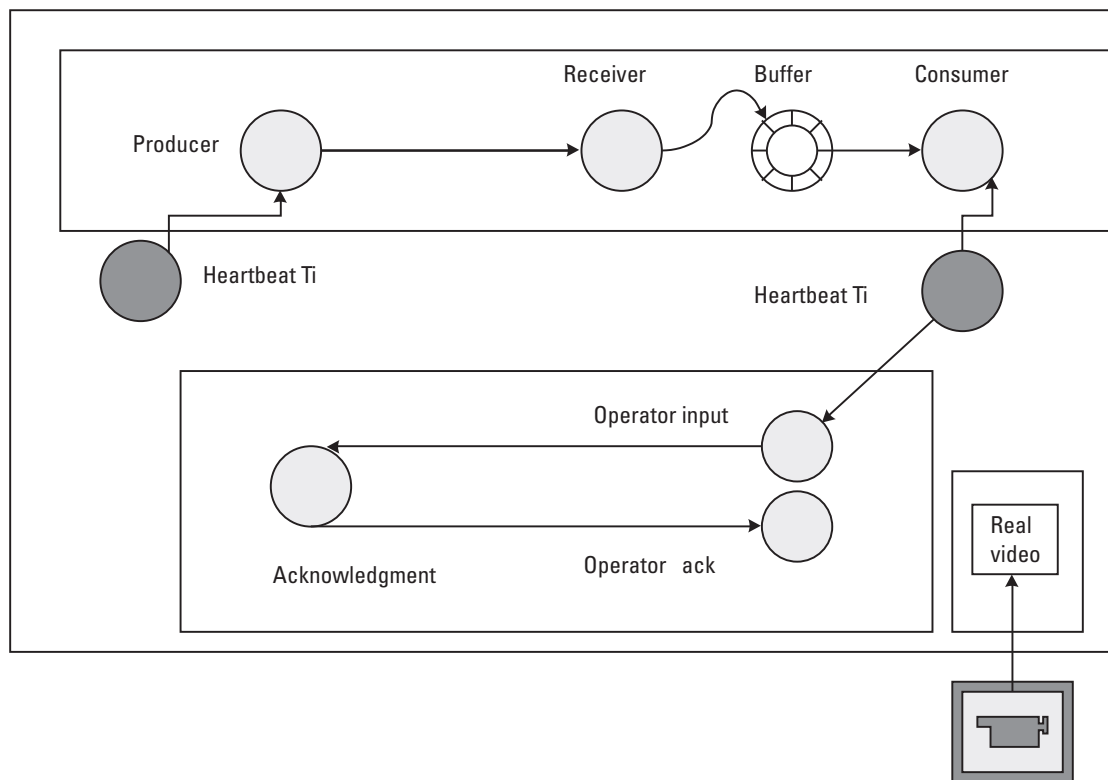 Receiver
Buffer
Consumer
Producer
Heartbeat Ti
Heartbeat Ti
Operator input
Real
video
Operator ack
Acknowledgment